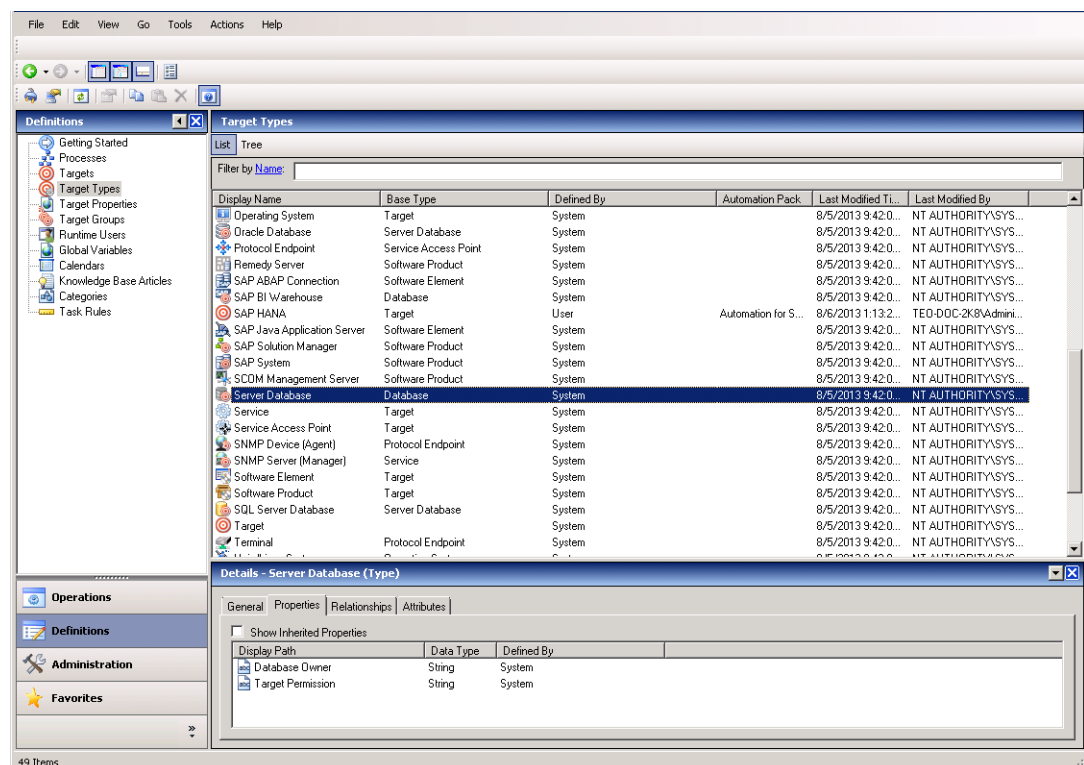 File Edit View Go Tools Actions Help
Definitions
Getting Started
Processes
Targets
Target Types
Target Properties
Target Groups
Runtime Users
Global Variables
Calendars
Knowledge Base Articles
Categories
Task Rules
Operations
Definitions
Administration
Favorites
Target Types
List Tree
Filter by Name:
Display Name Base Type Defined By Automation Pack Last Modified Ti... Last Modified By
Operating System Target System 8/5/2013 9:42:0... NT AUTHORITY\SYS...
Oracle Database Server Database System 8/5/2013 9:42:0... NT AUTHORITY\SYS...
Protocol Endpoint Service Access Point System 8/5/2013 9:42:0... NT AUTHORITY\SYS...
Remedy Server Software Product System 8/5/2013 9:42:0... NT AUTHORITY\SYS...
SAP ABAP Connection Software Element System 8/5/2013 9:42:0... NT AUTHORITY\SYS...
SAP BI Warehouse Database System 8/5/2013 9:42:0... NT AUTHORITY\SYS...
SAP HANA Target User Automation for S... 8/6/2013 1:13:2... TEO-DOC-2K8\Admini...
SAP Java Application Server Software Element System 8/5/2013 9:42:0... NT AUTHORITY\SYS...
SAP Solution Manager Software Product System 8/5/2013 9:42:0... NT AUTHORITY\SYS...
SAP System Software Product System 8/5/2013 9:42:0... NT AUTHORITY\SYS...
SCOM Management Server Software Product System 8/5/2013 9:42:0... NT AUTHORITY\SYS...
Server Database Database System 8/5/2013 9:42:0... NT AUTHORITY\SYS...
Service Target System 8/5/2013 9:42:0... NT AUTHORITY\SYS...
Service Access Point Target System 8/5/2013 9:42:0... NT AUTHORITY\SYS...
SNMP Device (Agent) Protocol Endpoint System 8/5/2013 9:42:0... NT AUTHORITY\SYS...
SNMP Server (Manager) Service System 8/5/2013 9:42:0... NT AUTHORITY\SYS...
Software Element Target System 8/5/2013 9:42:0... NT AUTHORITY\SYS...
Software Product Target System 8/5/2013 9:42:0... NT AUTHORITY\SYS...
SQL Server Database Server Database System 8/5/2013 9:42:0... NT AUTHORITY\SYS...
Target System 8/5/2013 9:42:0... NT AUTHORITY\SYS...
Terminal Protocol Endpoint System 8/5/2013 9:42:0... NT AUTHORITY\SYS...
Details - Server Database (Type)
General Properties Relationships Attributes
Show Inherited Properties
Display Path Data Type Defined By
Database Owner String System
Target Permission String System
49 Items